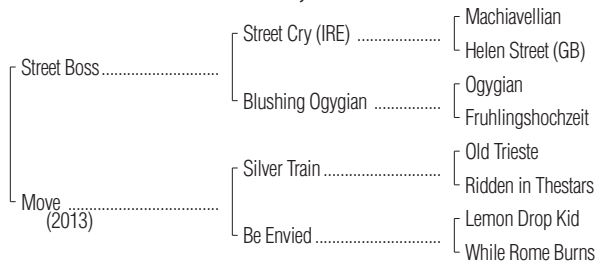 Machiavellian
Street Cry (IRE) ..................
Helen Street (GB)
Street Boss.........................
Ogygian
Blushing Ogygian ................
Fruhlingshochzeit
Old Trieste
Silver Train.........................
Ridden in Thestars
Move ................................
(2013)
Lemon Drop Kid
Be Envied...........................
While Rome Burns